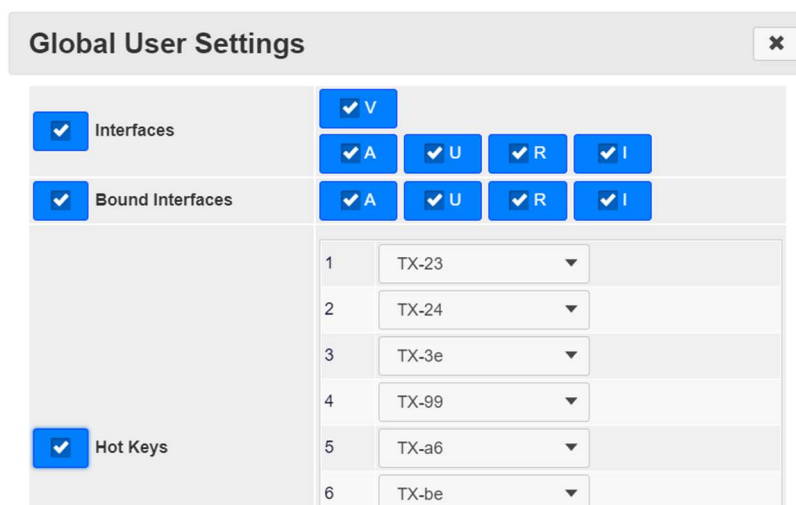 Global User Settings
Interfaces
V
A U R I
Bound Interfaces
A U R I
1 TX-23
2 TX-24
3 TX-3e
4 TX-99
Hot Keys
5 TX-a6
6 TX-be